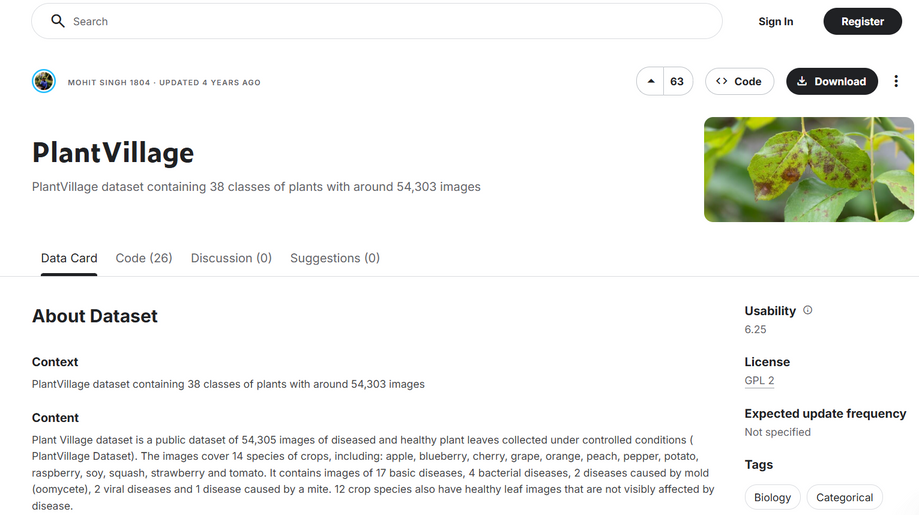 Search
Sign In
Register
MOHIT SINGH 1804 · UPDATED 4 YEARS AGO
63
<> Code
Download
PlantVillage
PlantVillage dataset containing 38 classes of plants with around 54,303 images
Data Card
Code (26)
Discussion (0)
Suggestions (0)
About Dataset
Context
PlantVillage dataset containing 38 classes of plants with around 54,303 images
Content
Plant Village dataset is a public dataset of 54,305 images of diseased and healthy plant leaves collected under controlled conditions (
PlantVillage Dataset). The images cover 14 species of crops, including: apple, blueberry, cherry, grape, orange, peach, pepper, potato,
raspberry, soy, squash, strawberry and tomato. It contains images of 17 basic diseases, 4 bacterial diseases, 2 diseases caused by mold
(oomycete), 2 viral diseases and 1 disease caused by a mite. 12 crop species also have healthy leaf images that are not visibly affected by
disease.
Usability
6.25
License
GPL 2
Expected update frequency
Not specified
Tags
Biology
Categorical